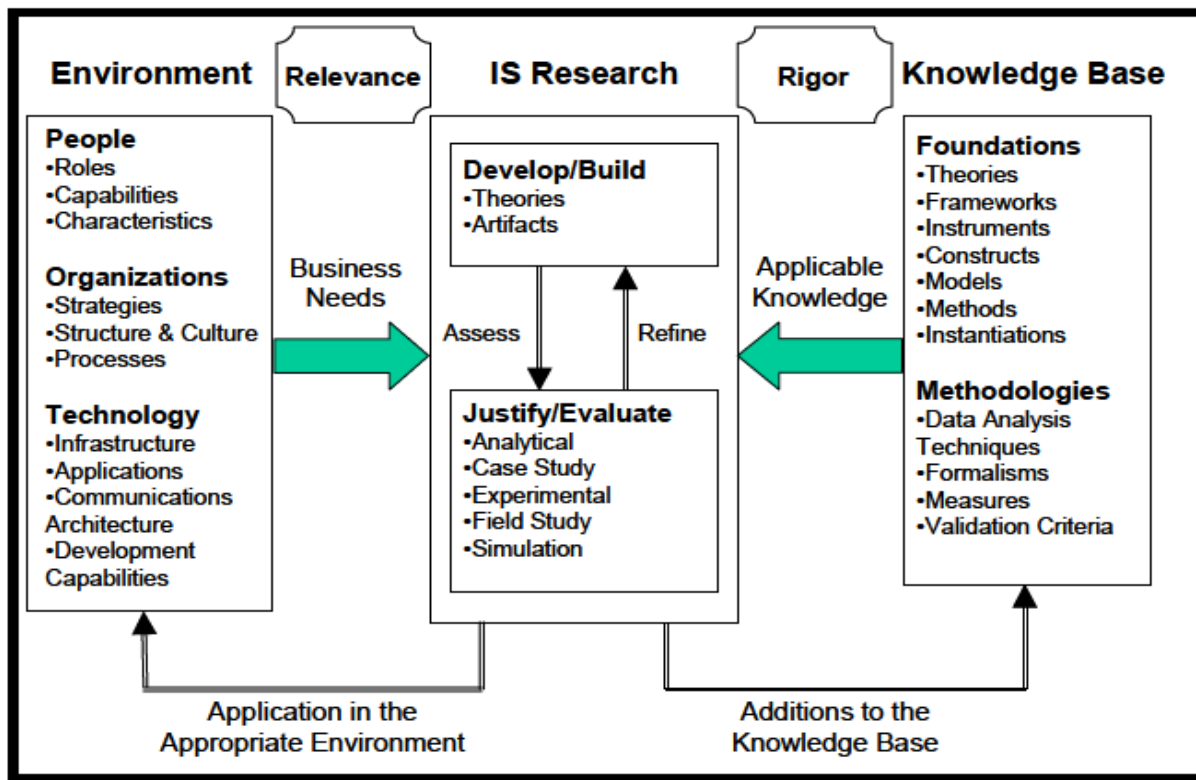 Environment
Relevance
IS Research
Rigor
Knowledge Base
People
•Roles
•Capabilities
•Characteristics
Organizations
•Strategies
•Structure & Culture
•Processes
Technology
•Infrastructure
•Applications
•Communications
Architecture
•Development
Capabilities
Business
Needs
Develop/Build
•Theories
•Artifacts
Assess
Refine
Justify/Evaluate
•Analytical
•Case Study
•Experimental
•Field Study
•Simulation
Applicable
Knowledge
Foundations
•Theories
•Frameworks
•Instruments
•Constructs
•Models
•Methods
•Instantiations
Methodologies
•Data Analysis
Techniques
•Formalisms
•Measures
•Validation Criteria
Application in the
Appropriate Environment
Additions to the
Knowledge Base